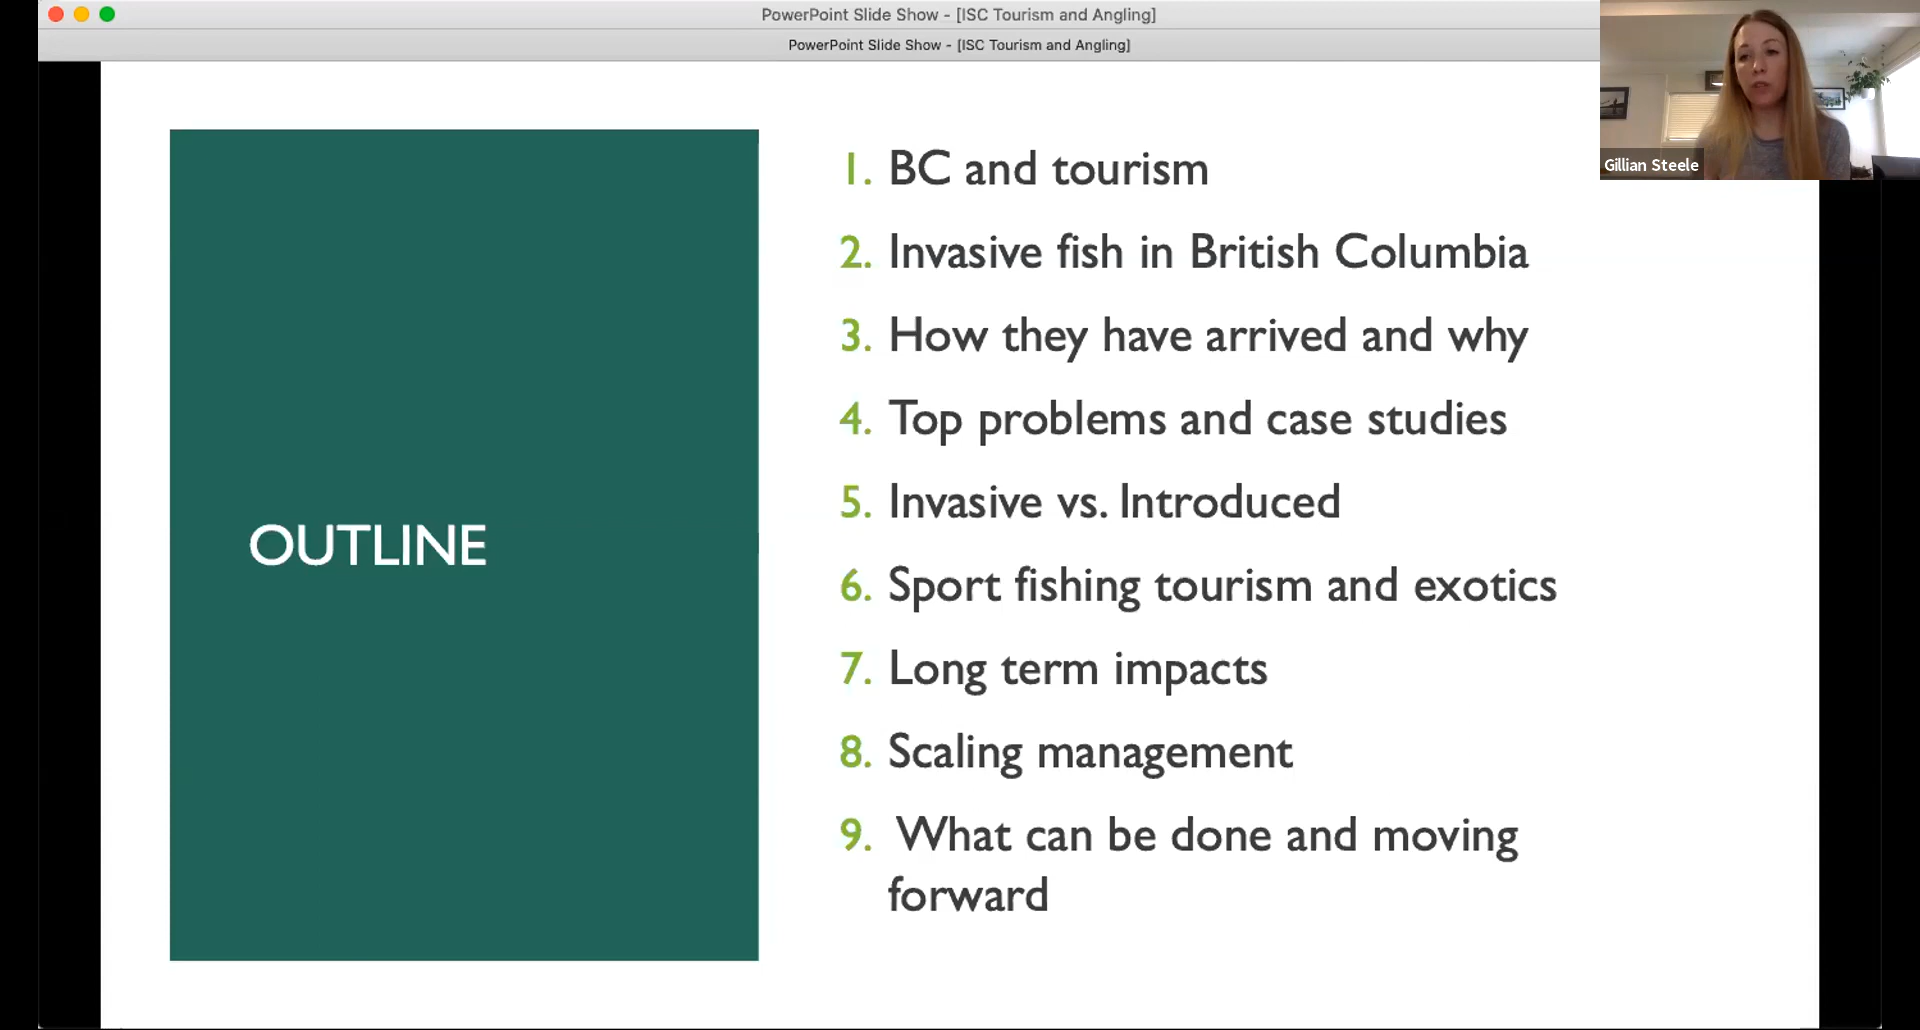 PowerPoint Slide Show - [ISC Tourism and Angling]
PowerPoint Slide Show - [ISC Tourism and Angling]
Gillian Steele
OUTLINE
1. BC and tourism
2. Invasive fish in British Columbia
3. How they have arrived and why
4. Top problems and case studies
5. Invasive vs. Introduced
6. Sport fishing tourism and exotics
7. Long term impacts
8. Scaling management
9. What can be done and moving
forward